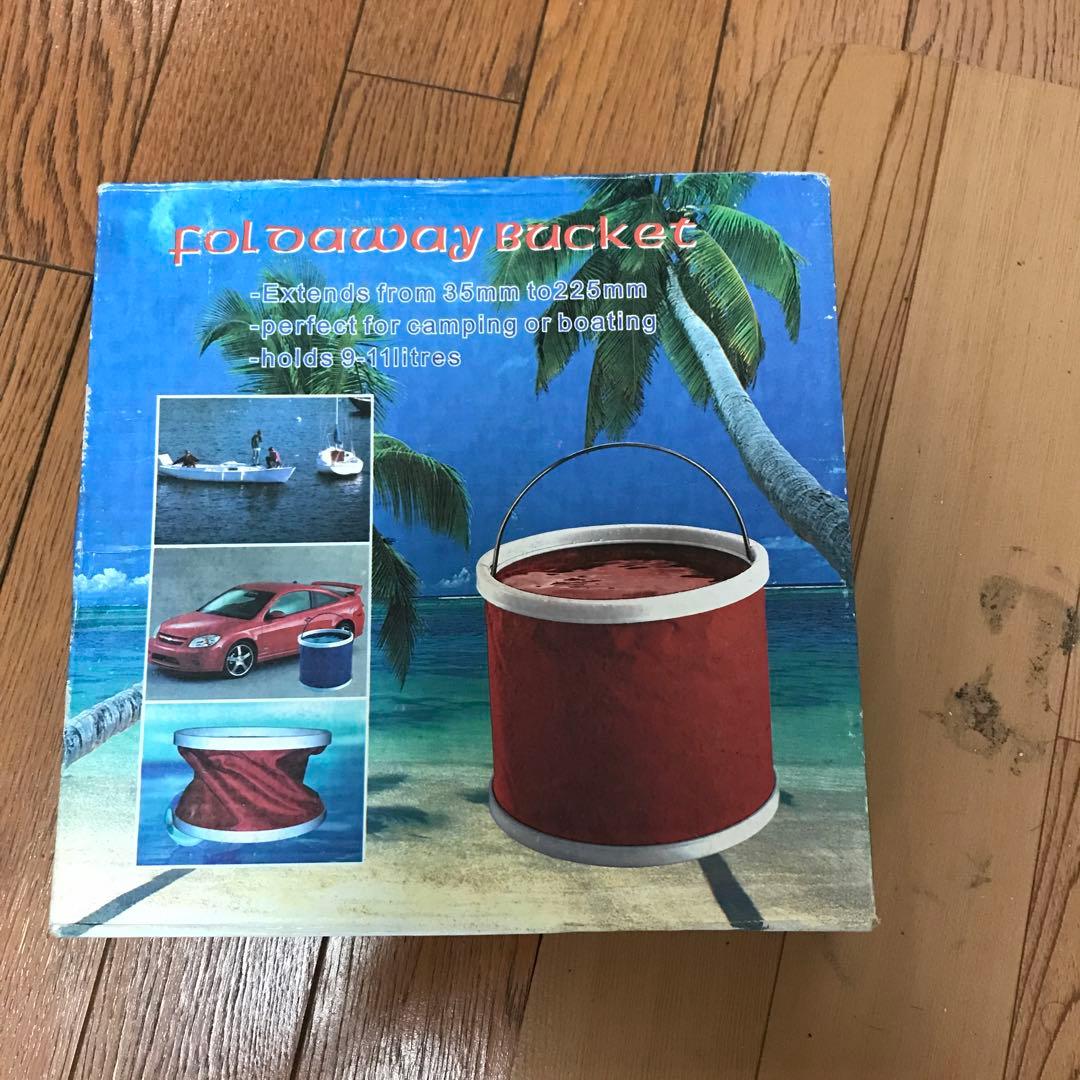 Foldaway Bucket
-Extends from 35mm to225mm
-perfect for camping or boating
-holds 9-11litres